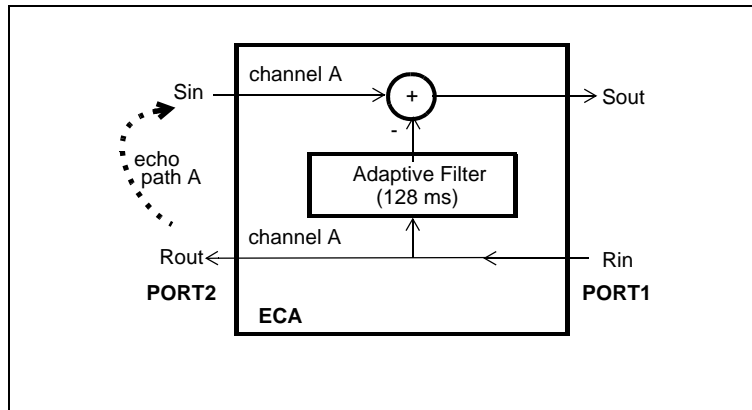 channel A
Sin
+
Sout
-
echo
path A
Adaptive Filter
(128 ms)
channel A
Rout
Rin
PORT2
PORT1
ECA